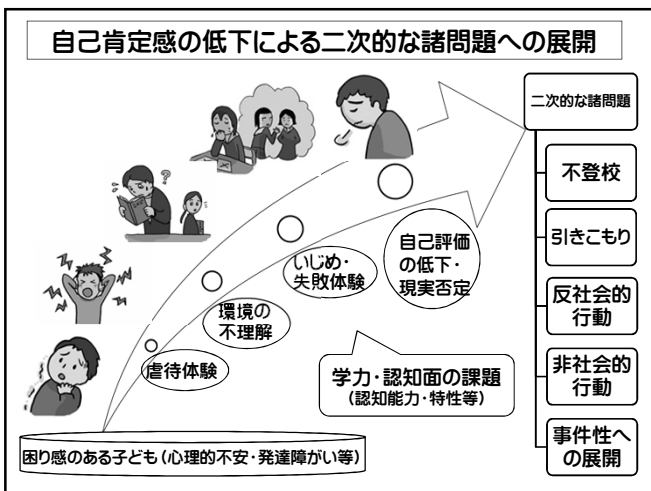 自己肯定感の低下による二次的な諸問題への展開
二次的な諸問題
不登校
引きこもり
反社会的
行動
非社会的
行動
事件性へ
の展開
?
自己評価
の低下・
現実否定
いじめ・
失敗体験
環境の
不理解
虐待体験
学力・認知面の課題
(認知能力・特性等)
困り感のある子ども(心理的不安・発達障がい等)